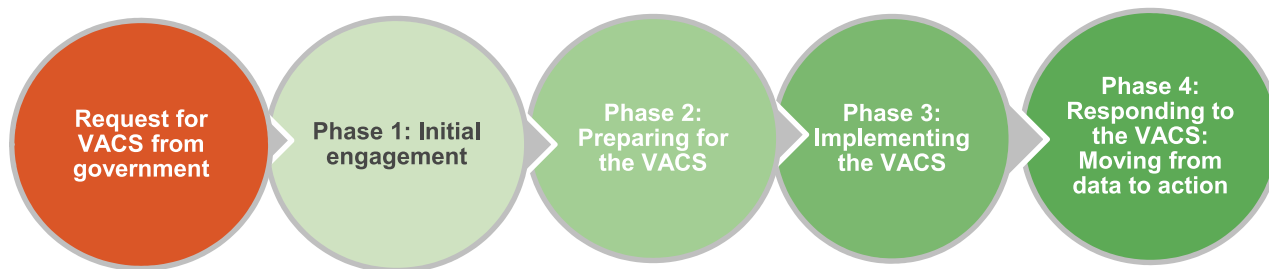 Request for
VACS from
government
Phase 1: Initial
engagement
Phase 2:
Preparing for
the VACS
Phase 3:
Implementing
the VACS
Phase 4:
Responding to
the VACS:
Moving from
data to action